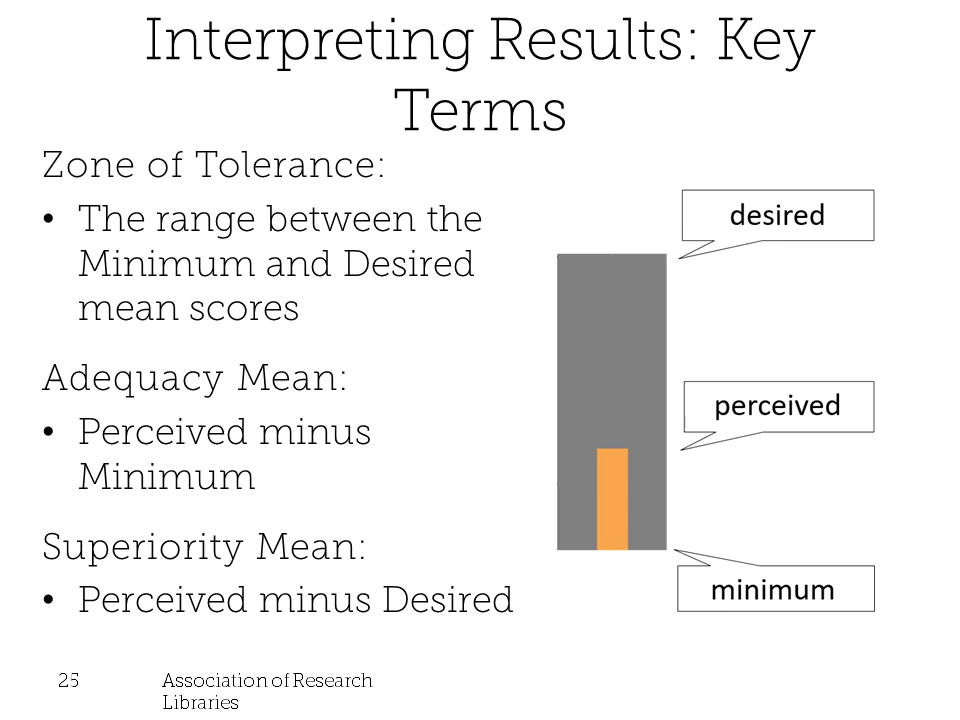 Interpreting Results: Key
Terms
Zone of Tolerance:
• The range between the
Minimum and Desired
mean scores
Adequacy Mean:
• Perceived minus
Minimum
Superiority Mean:
• Perceived minus Desired
desired
perceived
minimum
25
Association of Research
Libraries